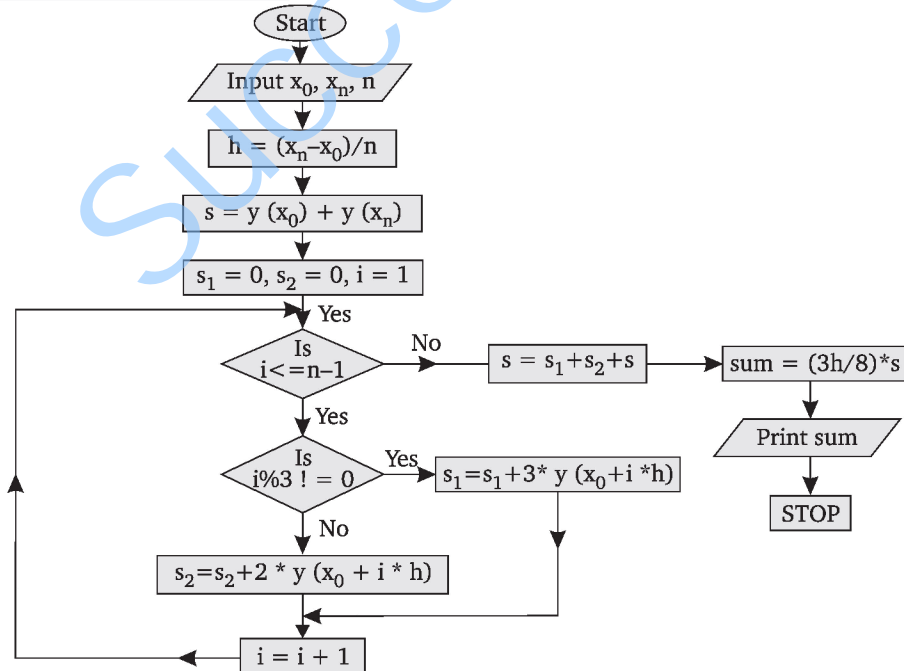 Start
Input x₀, xₙ, n
h = (xₙ–x₀)/n
s = y (x₀) + y (xₙ)
s₁ = 0, s₂ = 0, i = 1
Yes
Is
i<=n–1
No
s = s₁+s₂+s
sum = (3h/8)*s
Print sum
STOP
Yes
Is
i%3 ! = 0
Yes
s₁=s₁+3* y (x₀+i *h)
No
s₂=s₂+2 * y (x₀ + i * h)
i = i + 1
Succe